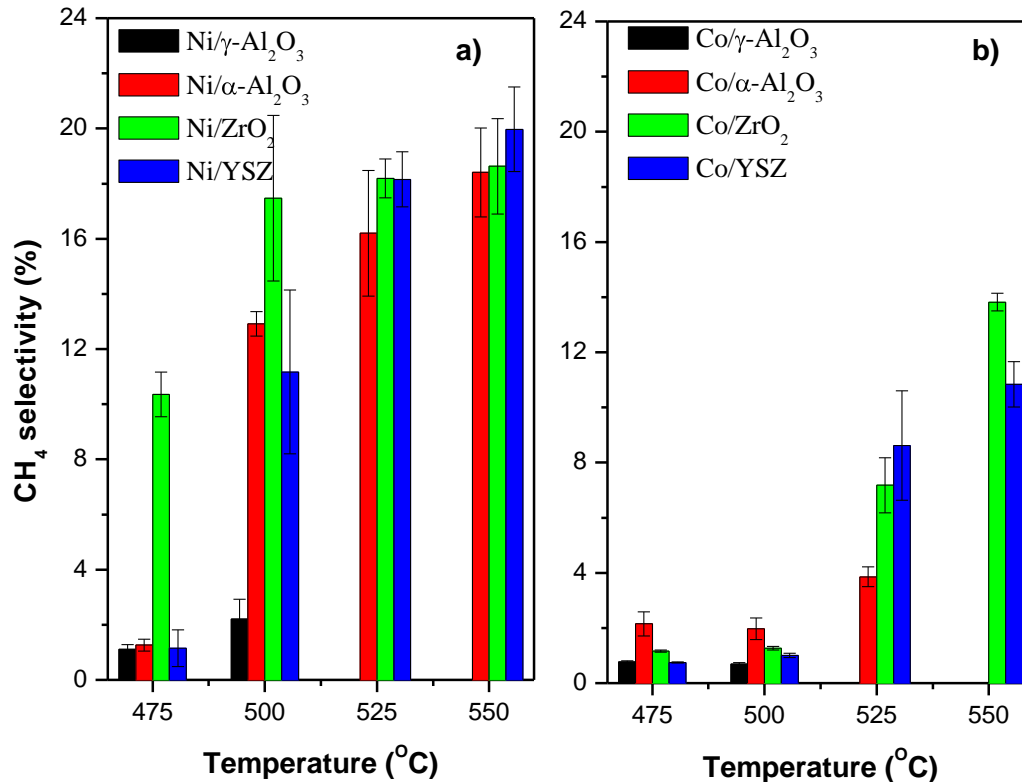 24
20
16
12
8
4
0
CH₄ selectivity (%)
a)
Ni/γ-Al₂O₃
Ni/α-Al₂O₃
Ni/ZrO₂
Ni/YSZ
475 500 525 550
Temperature (ᴼC)
24
20
16
12
8
4
0
b)
Co/γ-Al₂O₃
Co/α-Al₂O₃
Co/ZrO₂
Co/YSZ
475 500 525 550
Temperature (ᴼC)